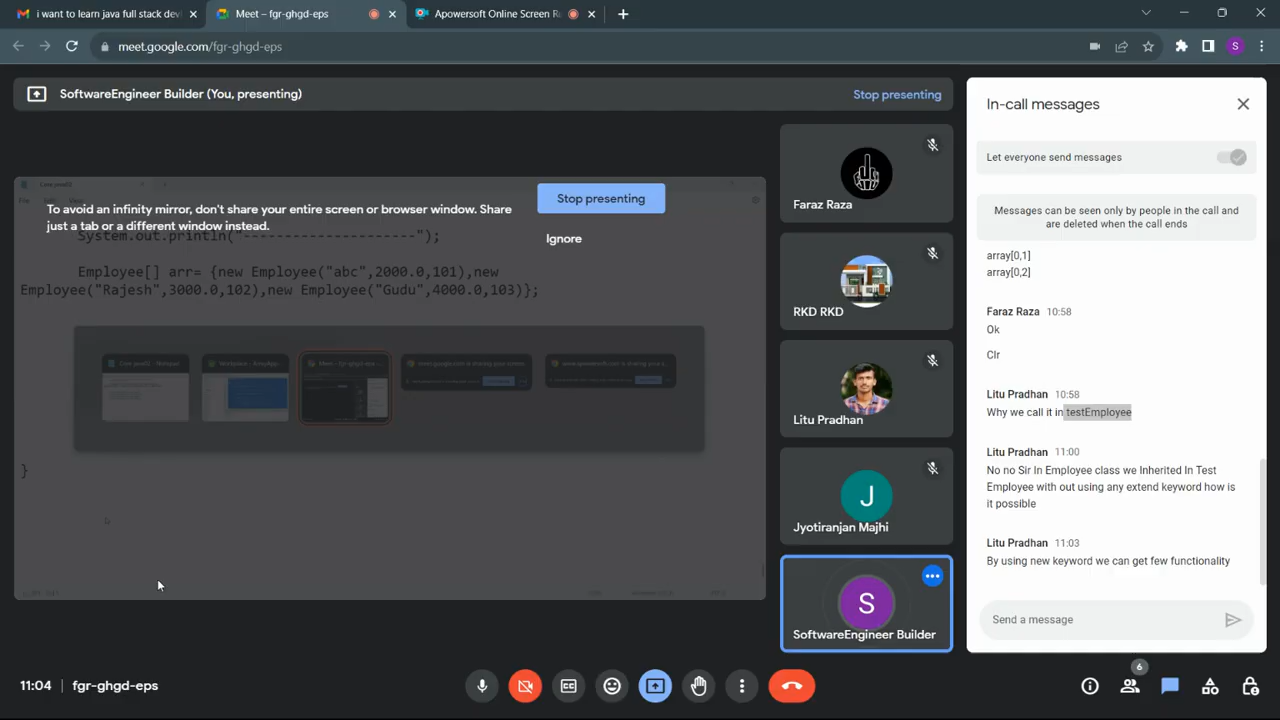 i want to learn java full stack dev
Meet – fgr-ghgd-eps
Apowersoft Online Screen R
meet.google.com/fgr-ghgd-eps
S
SoftwareEngineer Builder (You, presenting)
Stop presenting
To avoid an infinity mirror, don't share your entire screen or browser window. Share
just a tab or a different window instead.
Stop presenting
Ignore
System.out.println("--------------------");
Employee[] arr= {new Employee("abc",2000.0,101),new
Employee("Rajesh",3000.0,102),new Employee("Gudu",4000.0,103)};
}
Faraz Raza
RKD RKD
Litu Pradhan
J
Jyotiranjan Majhi
S
SoftwareEngineer Builder
In-call messages
Let everyone send messages
Messages can be seen only by people in the call and
are deleted when the call ends
array[0,1]
array[0,2]
Faraz Raza 10:58
Ok
Clr
Litu Pradhan 10:58
Why we call it in testEmployee
Litu Pradhan 11:00
No no Sir In Employee class we Inherited In Test
Employee with out using any extend keyword how is
it possible
Litu Pradhan 11:03
By using new keyword we can get few functionality
Send a message
11:04 | fgr-ghgd-eps
6